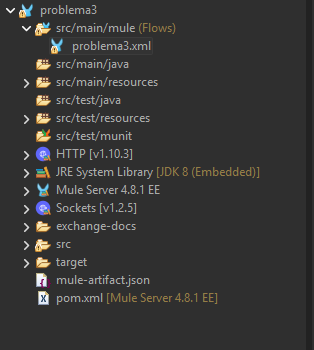 problema3
src/main/mule (Flows)
problema3.xml
src/main/java
src/main/resources
src/test/java
src/test/resources
src/test/munit
HTTP [v1.10.3]
JRE System Library [JDK 8 (Embedded)]
Mule Server 4.8.1 EE
Sockets [v1.2.5]
exchange-docs
src
target
mule-artifact.json
pom.xml [Mule Server 4.8.1 EE]